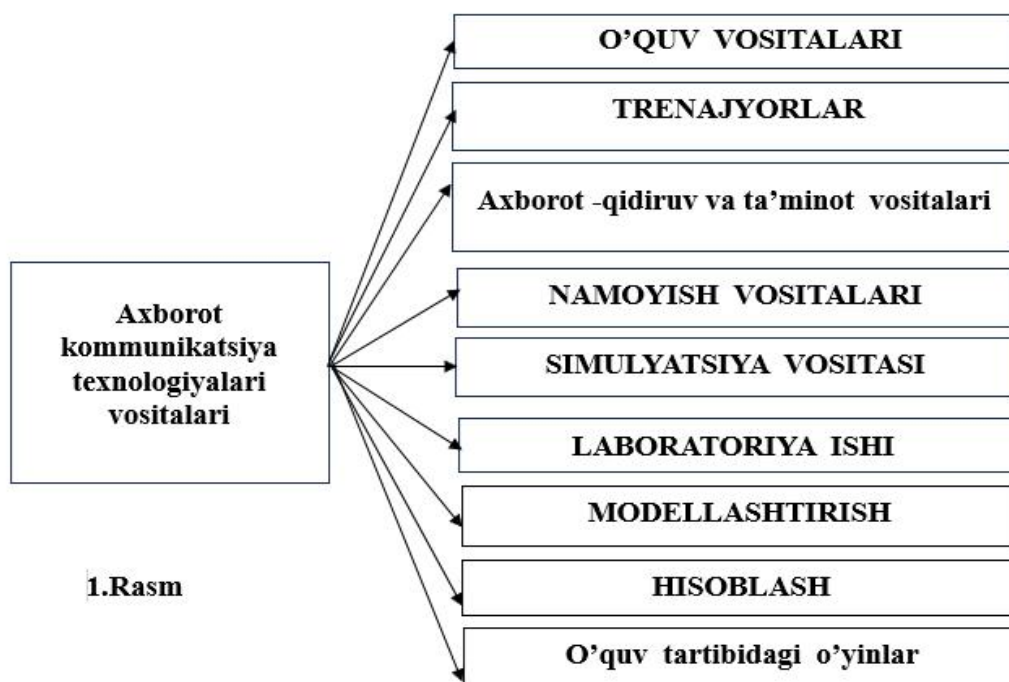 O’QUV VOSITALARI
TRENAJYORLAR
Axborot -qidiruv va ta’minot vositalari
Axborot
kommunikatsiya
texnologiyalari
vositalari
NAMOYISH VOSITALARI
SIMULYATSIYA VOSITASI
LABORATORIYA ISHI
MODELLASHTIRISH
HISOBLASH
O’quv tartibidagi o’yinlar
1.Rasm